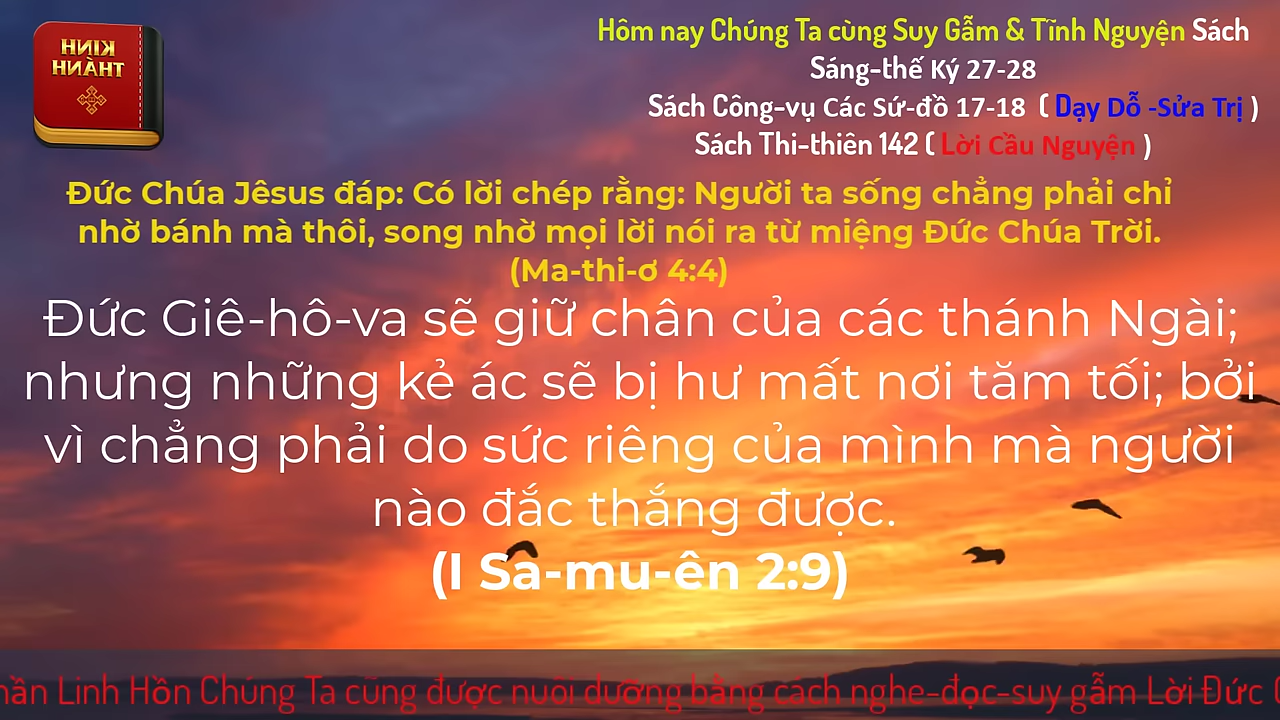 KINH
THÀNH
Hôm nay Chúng Ta cùng Suy Gẫm & Tĩnh Nguyện Sách
Sáng-thế Ký 27-28
Sách Công-vụ Các Sứ-đồ 17-18 ( Dạy Dỗ -Sửa Trị )
Sách Thi-thiên 142 ( Lời Cầu Nguyện )
Đức Chúa Jêsus đáp: Có lời chép rằng: Người ta sống chẳng phải chỉ
nhờ bánh mà thôi, song nhờ mọi lời nói ra từ miệng Đức Chúa Trời.
(Ma-thi-ơ 4:4)
Đức Giê-hô-va sẽ giữ chân của các thánh Ngài;
nhưng những kẻ ác sẽ bị hư mất nơi tăm tối; bởi
vì chẳng phải do sức riêng của mình mà người
nào đắc thắng được.
(I Sa-mu-ên 2:9)
Linh Hồn Chúng Ta cũng được nuôi dưỡng bằng cách nghe-đọc-suy gẫm Lời Đức